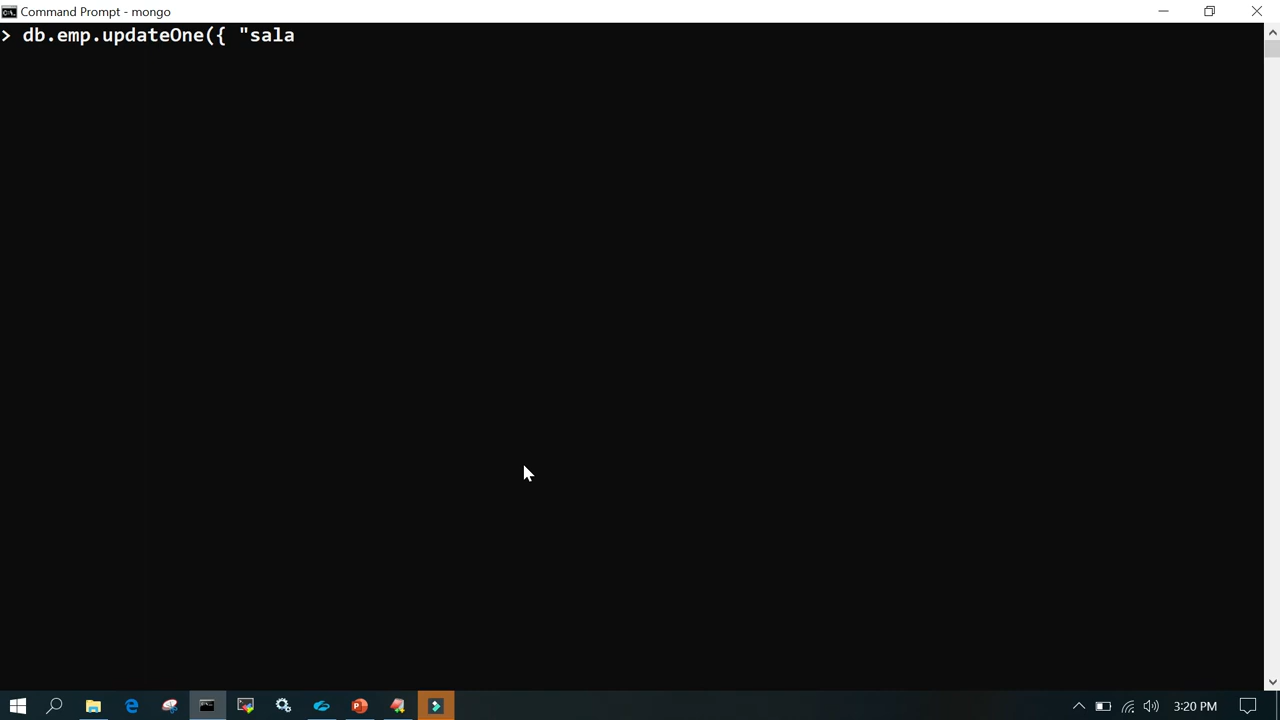 Command Prompt - mongo
> db.emp.updateOne({ "sala
3:20 PM